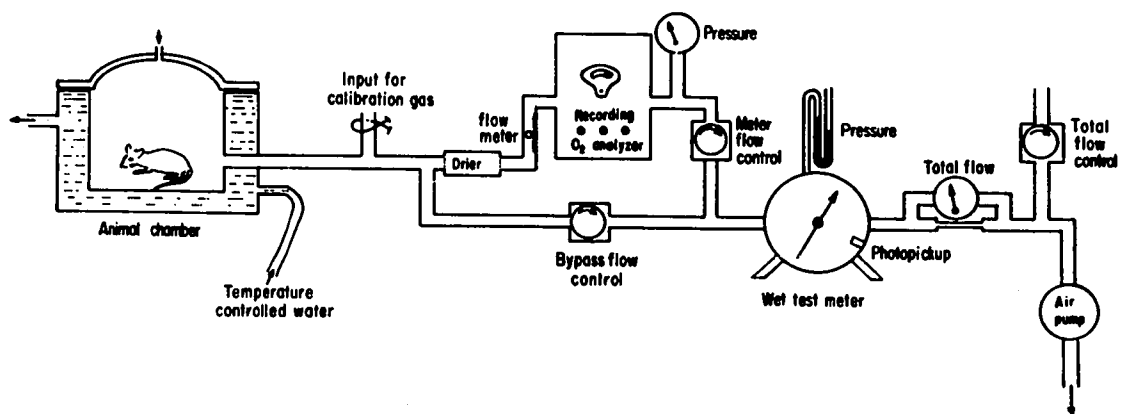 Pressure
Input for
calibration gas
flow
meter
Recording
O₂ analyzer
Drier
Meter
flow
control
Pressure
Total
flow
control
Total flow
Animal chamber
Bypass flow
control
Photopickup
Wet test meter
Temperature
controlled water
Air
pump